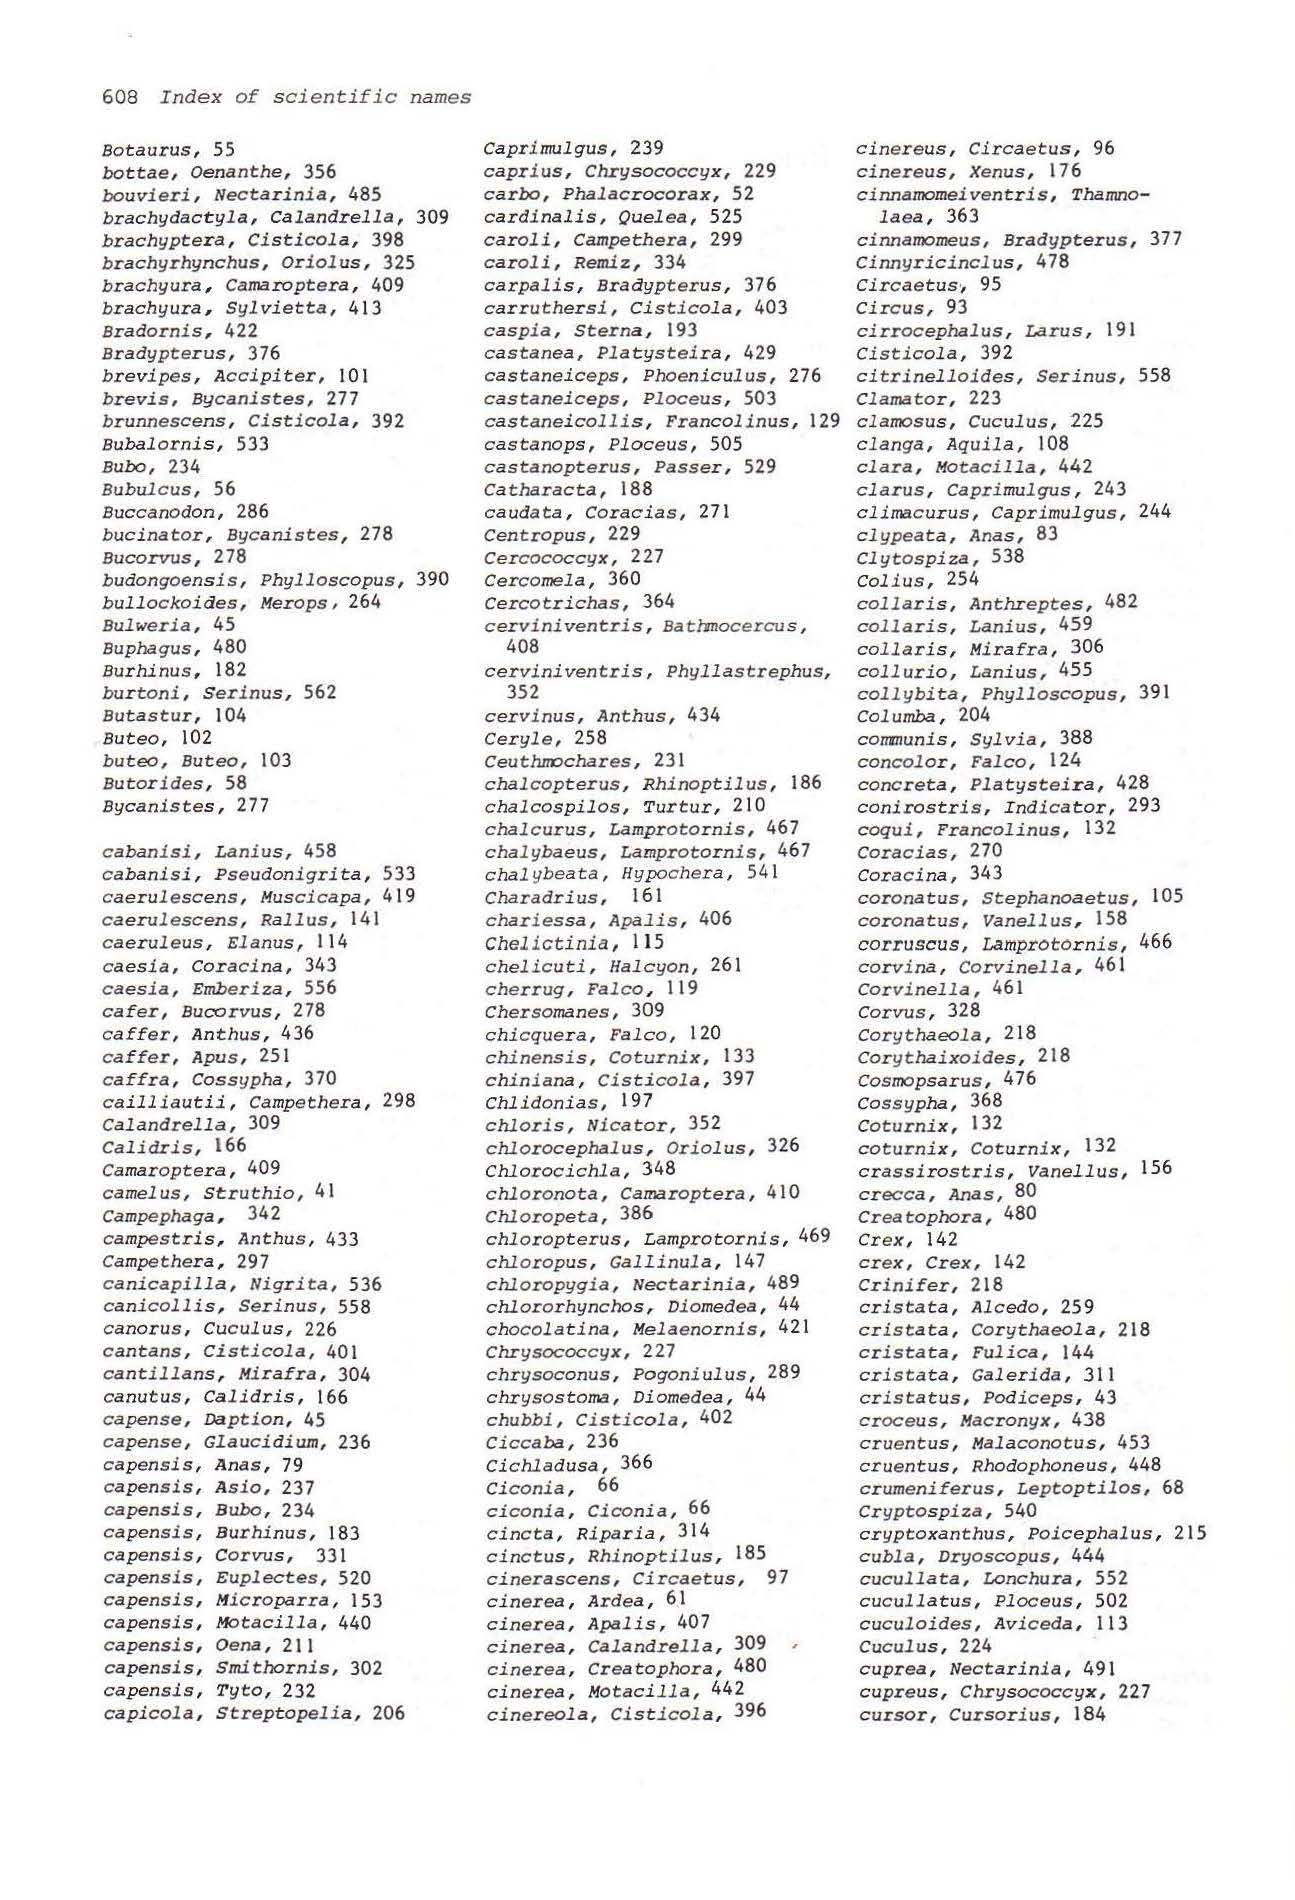 608 Index of scientific names
Botaurus, 55
bottae, Oenanthe, 356
bouvieri, Nectarinia, 485
brachydactyla, Calandrella, 309
brachyptera, Cisticola, 398
brachyrhynchus, Oriolus, 325
brachyura, Camaroptera, 409
brachyura, Sylvietta, 413
Bradornis, 422
Bradypterus, 376
brevipes, Accipiter, 101
brevis, Bycanistes, 277
brunnescens, Cisticola, 392
Bubalornis, 533
Bubo, 234
Bubulcus, 56
Buccanodon, 286
bucinator, Bycanistes, 278
Bucorvus, 278
budongoensis, Phylloscopus, 390
bullockoides, Merops, 264
Bulweria, 45
Buphagus, 480
Burhinus, 182
burtoni, Serinus, 562
Butastur, 104
Buteo, 102
buteo, Buteo, 103
Butorides, 58
Bycanistes, 277
cabanisi, Lanius, 458
cabanisi, Pseudonigrita, 533
caerulescens, Muscicapa, 419
caerulescens, Rallus, 141
caeruleus, Elanus, 114
caesia, Coracina, 343
caesia, Emberiza, 556
cafer, Bucorvus, 278
caffer, Anthus, 436
caffer, Apus, 251
caffra, Cossypha, 370
cailliautii, Campethera, 298
Calandrella, 309
Calidris, 166
Camaroptera, 409
camelus, Struthio, 41
Campephaga, 342
campestris, Anthus, 433
Campethera, 297
canicapilla, Nigrita, 536
canicollis, Serinus, 558
canorus, Cuculus, 226
cantans, Cisticola, 401
cantillans, Mirafra, 304
canutus, Calidris, 166
capense, Daption, 45
capense, Glaucidium, 236
capensis, Anas, 79
capensis, Asio, 237
capensis, Bubo, 234
capensis, Burhinus, 183
capensis, Corvus, 331
capensis, Euplectes, 520
capensis, Microparra, 153
capensis, Motacilla, 440
capensis, Oena, 211
capensis, Smithornis, 302
capensis, Tyto, 232
capicola, Streptopelia, 206
Caprimulgus, 239
caprius, Chrysococcyx, 229
carbo, Phalacrocorax, 52
cardinalis, Quelea, 525
caroli, Campethera, 299
caroli, Remiz, 334
carpalis, Bradypterus, 376
carruthersi, Cisticola, 403
caspia, Sterna, 193
castanea, Platysteira, 429
castaneiceps, Phoeniculus, 276
castaneiceps, Ploceus, 503
castaneicollis, Francolinus, 129
castanops, Ploceus, 505
castanopterus, Passer, 529
Catharacta, 188
caudata, Coracias, 271
Centropus, 229
Cercococcyx, 227
Cercomela, 360
Cercotrichas, 364
cerviniventris, Bathmocercus,
408
cerviniventris, Phyllastrephus,
352
cervinus, Anthus, 434
Ceryle, 258
Ceuthmochares, 231
chalcopterus, Rhinoptilus, 186
chalcospilos, Turtur, 210
chalcurus, Lamprotornis, 467
chalybaeus, Lamprotornis, 467
chalybeata, Hypochera, 541
Charadrius, 161
chariessa, Apalis, 406
Chelictinia, 115
chelicuti, Halcyon, 261
cherrug, Falco, 119
Chersomanes, 309
chicquera, Falco, 120
chinensis, Coturnix, 133
chiniana, Cisticola, 397
Chlidonias, 197
chloris, Nicator, 352
chlorocephalus, Oriolus, 326
Chlorocichla, 348
chloronota, Camaroptera, 410
Chloropeta, 386
chloropterus, Lamprotornis, 469
chloropus, Gallinula, 147
chloropygia, Nectarinia, 489
chlororhynchos, Diomedea, 44
chocolatina, Melaenornis, 421
Chrysococcyx, 227
chrysoconus, Pogoniulus, 289
chrysostoma, Diomedea, 44
chubbi, Cisticola, 402
Ciccaba, 236
Cichladusa, 366
Ciconia, 66
ciconia, Ciconia, 66
cincta, Riparia, 314
cinctus, Rhinoptilus, 185
cinerascens, Circaetus, 97
cinerea, Ardea, 61
cinerea, Apalis, 407
cinerea, Calandrella, 309
cinerea, Creatophora, 480
cinerea, Motacilla, 442
cinereola, Cisticola, 396
cinereus, Circaetus, 96
cinereus, Xenus, 176
cinnamomeiventris, Thamno-
laea, 363
cinnamomeus, Bradypterus, 377
Cinnyricinclus, 478
Circaetus, 95
Circus, 93
cirrocephalus, Larus, 191
Cisticola, 392
citrinelloides, Serinus, 558
Clamator, 223
clamosus, Cuculus, 225
clanga, Aquila, 108
clara, Motacilla, 442
clarus, Caprimulgus, 243
climacurus, Caprimulgus, 244
clypeata, Anas, 83
Clytospiza, 538
Colius, 254
collaris, Anthreptes, 482
collaris, Lanius, 459
collaris, Mirafra, 306
collurio, Lanius, 455
collybita, Phylloscopus, 391
Columba, 204
communis, Sylvia, 388
concolor, Falco, 124
concreta, Platysteira, 428
conirostris, Indicator, 293
coqui, Francolinus, 132
Coracias, 270
Coracina, 343
coronatus, Stephanoaetus, 105
coronatus, Vanellus, 158
corruscus, Lamprotornis, 466
corvina, Corvinella, 461
Corvinella, 461
Corvus, 328
Corythaeola, 218
Corythaixoides, 218
Cosmopsarus, 476
Cossypha, 368
Coturnix, 132
coturnix, Coturnix, 132
crassirostris, Vanellus, 156
crecca, Anas, 80
Creatophora, 480
Crex, 142
crex, Crex, 142
Crinifer, 218
cristata, Alcedo, 259
cristata, Corythaeola, 218
cristata, Fulica, 144
cristata, Galerida, 311
cristatus, Podiceps, 43
croceus, Macronyx, 438
cruentus, Malaconotus, 453
cruentus, Rhodophoneus, 448
crumeniferus, Leptoptilos, 68
Cryptospiza, 540
cryptoxanthus, Poicephalus, 215
cubla, Dryoscopus, 444
cucullata, Lonchura, 552
cucullatus, Ploceus, 502
cuculoides, Aviceda, 113
Cuculus, 224
cuprea, Nectarinia, 491
cupreus, Chrysococcyx, 227
cursor, Cursorius, 184